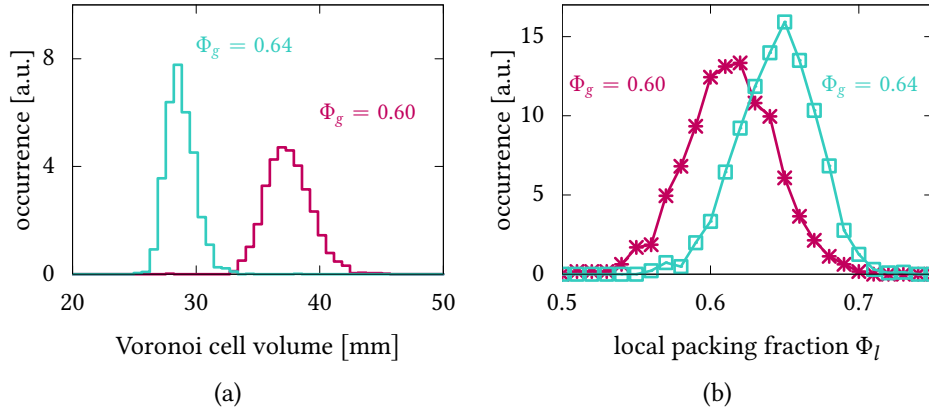 occurrence [a.u.]
8
4
0
Φg = 0.64
Φg = 0.60
20 30 40 50
Voronoi cell volume [mm]
(a)
occurrence [a.u.]
15
10
5
0
Φg = 0.60
Φg = 0.64
0.5 0.6 0.7
local packing fraction Φl
(b)